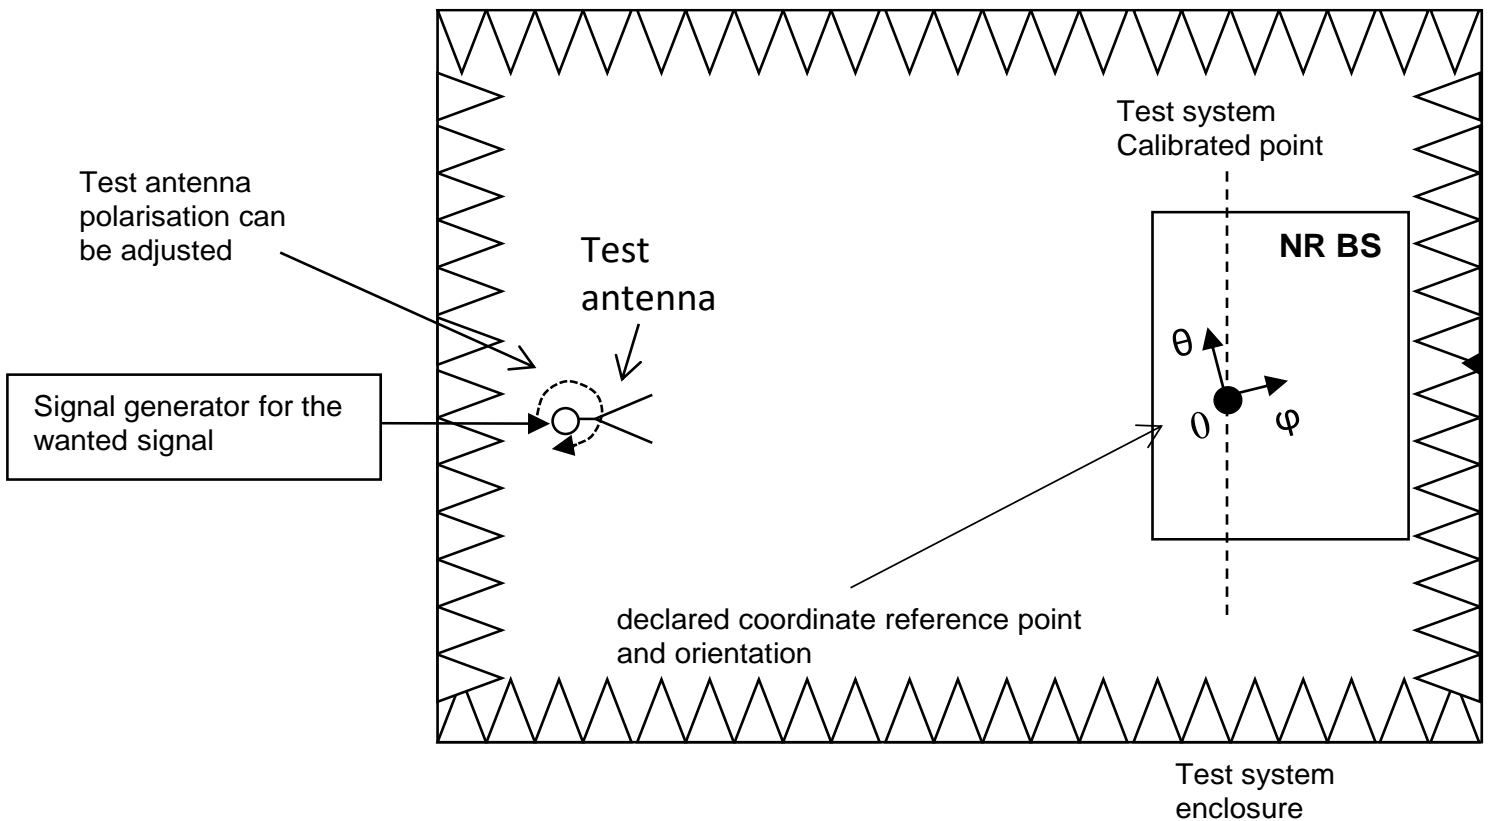 Test system
Calibrated point
Test antenna
polarisation can
be adjusted
Test
antenna
NR BS
θ
0
φ
Signal generator for the
wanted signal
declared coordinate reference point
and orientation
Test system
enclosure